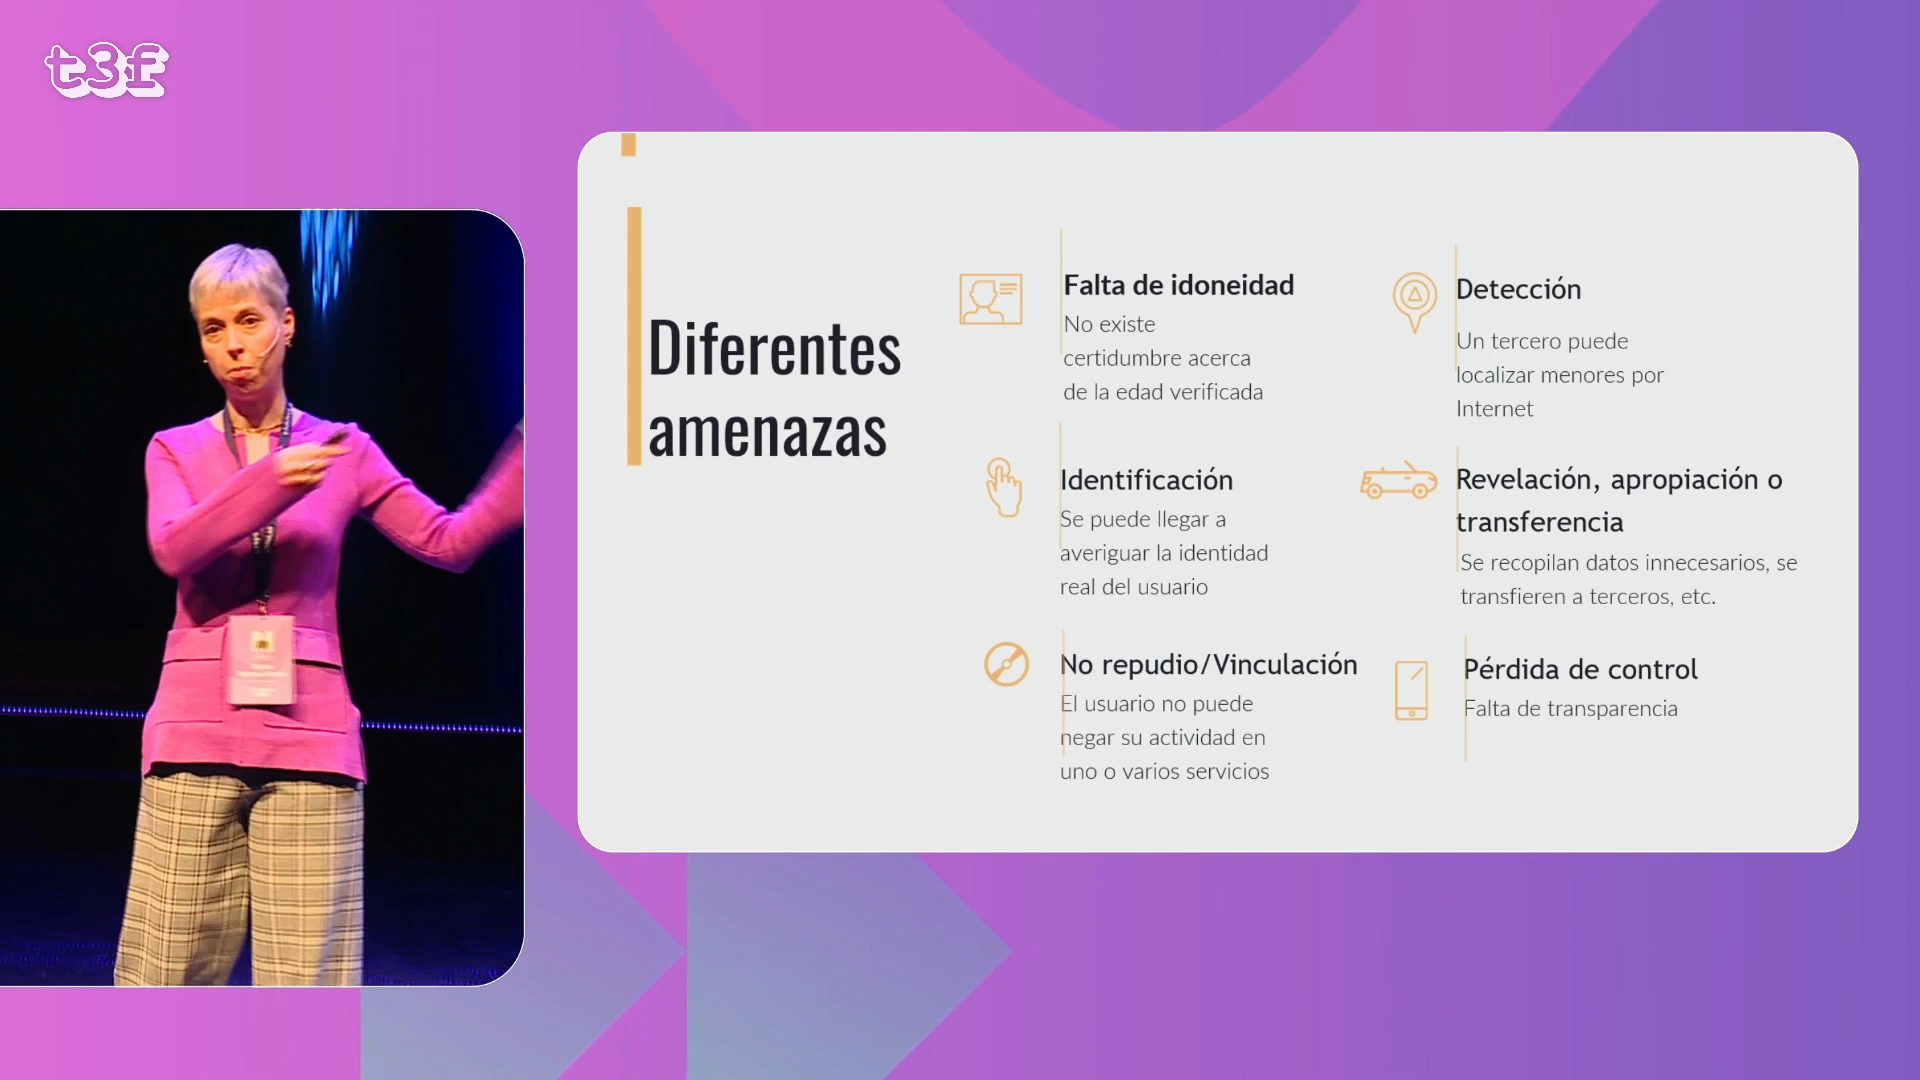 t3f
Diferentes
amenazas
Falta de idoneidad
No existe
certidumbre acerca
de la edad verificada
Identificación
Se puede llegar a
averiguar la identidad
real del usuario
No repudio/Vinculación
El usuario no puede
negar su actividad en
uno o varios servicios
Detección
Un tercero puede
localizar menores por
Internet
Revelación, apropiación o
transferencia
Se recopilan datos innecesarios, se
transfieren a terceros, etc.
Pérdida de control
Falta de transparencia